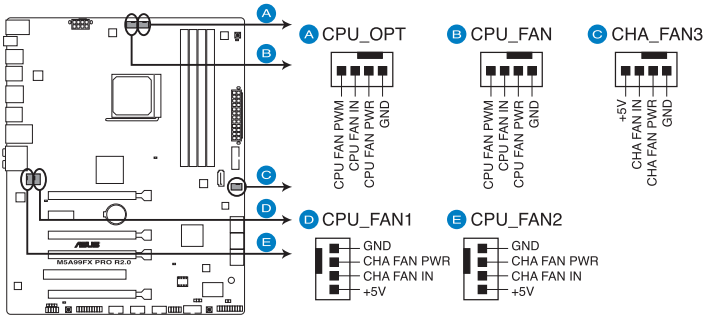 A
B
C
D
E
ASUS
M5A99FX PRO R2.0
A CPU_OPT
CPU FAN PWM
CPU FAN IN
CPU FAN PWR
GND
B CPU_FAN
CPU FAN PWM
CPU FAN IN
CPU FAN PWR
GND
C CHA_FAN3
+5V
CHA FAN IN
CHA FAN PWR
GND
D CPU_FAN1
GND
CHA FAN PWR
CHA FAN IN
+5V
E CPU_FAN2
GND
CHA FAN PWR
CHA FAN IN
+5V